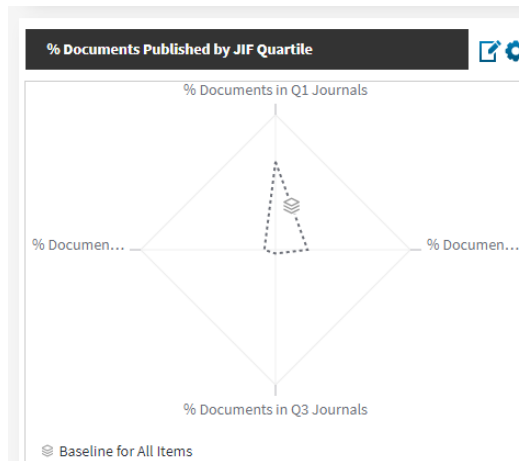 % Documents Published by JIF Quartile
% Documents in Q1 Journals
% Documen...
% Documen...
% Documents in Q3 Journals
Baseline for All Items